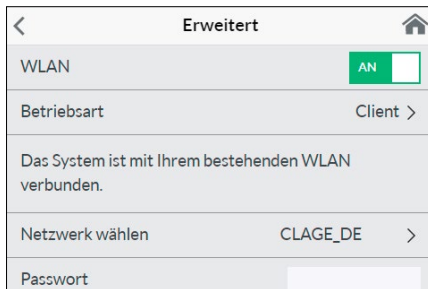 Erweitert
WLAN AN
Betriebsart Client
Das System ist mit Ihrem bestehenden WLAN
verbunden.
Netzwerk wählen CLAGE_DE
Passwort